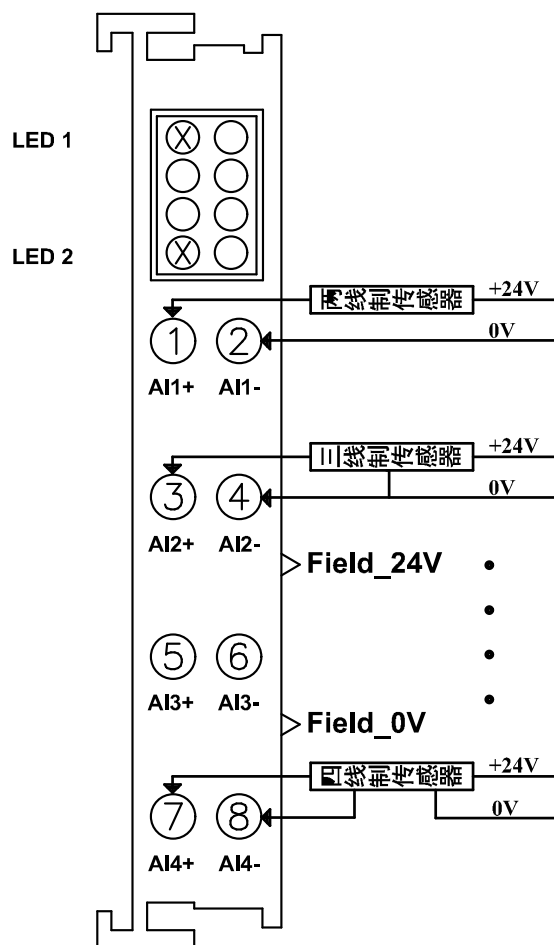 LED 1
LED 2
两线制传感器 +24V
0V
① ②
AI1+ AI1-
三线制传感器 +24V
0V
③ ④
AI2+ AI2-
Field_24V
⑤ ⑥
AI3+ AI3-
Field_0V
四线制传感器 +24V
0V
⑦ ⑧
AI4+ AI4-